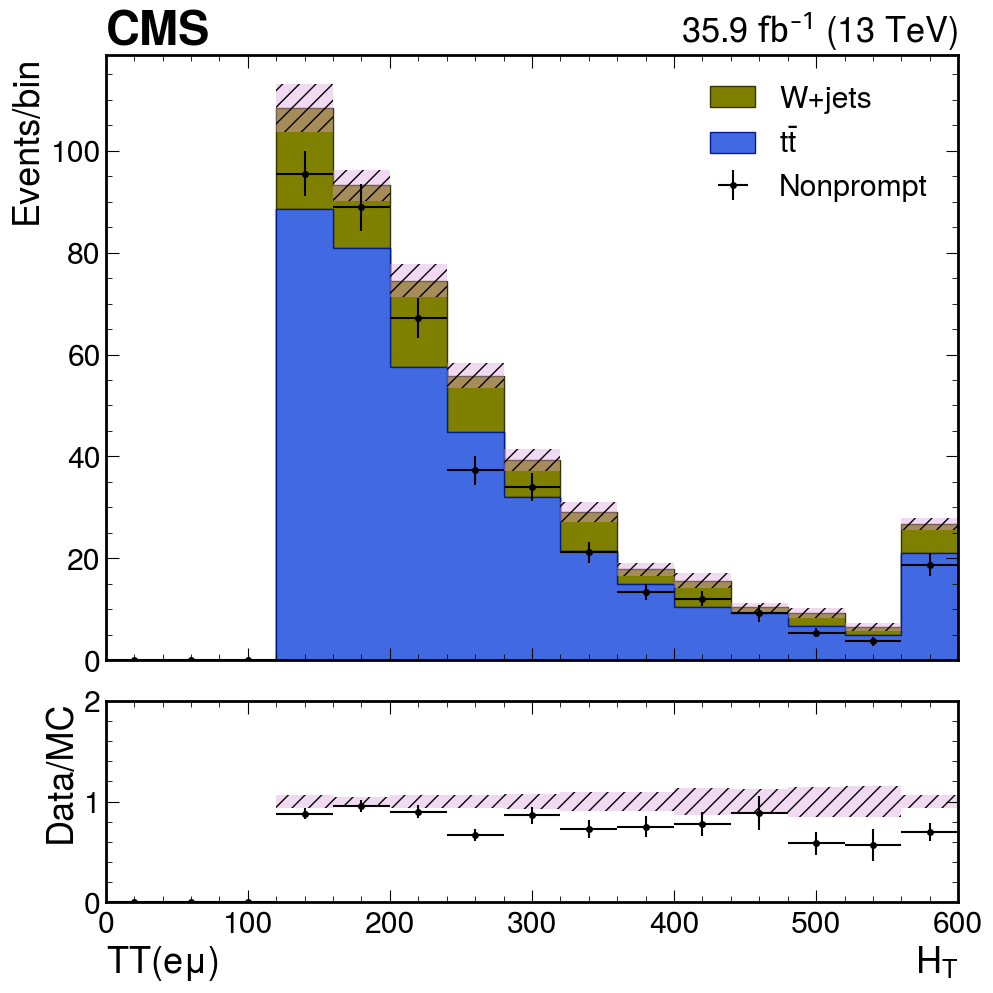 CMS
35.9 fb⁻¹ (13 TeV)
Events/bin
W+jets
tt̄
Nonprompt
100
80
60
40
20
0
Data/MC
2
1
0
0 100 200 300 400 500 600
TT(eμ)
H_T